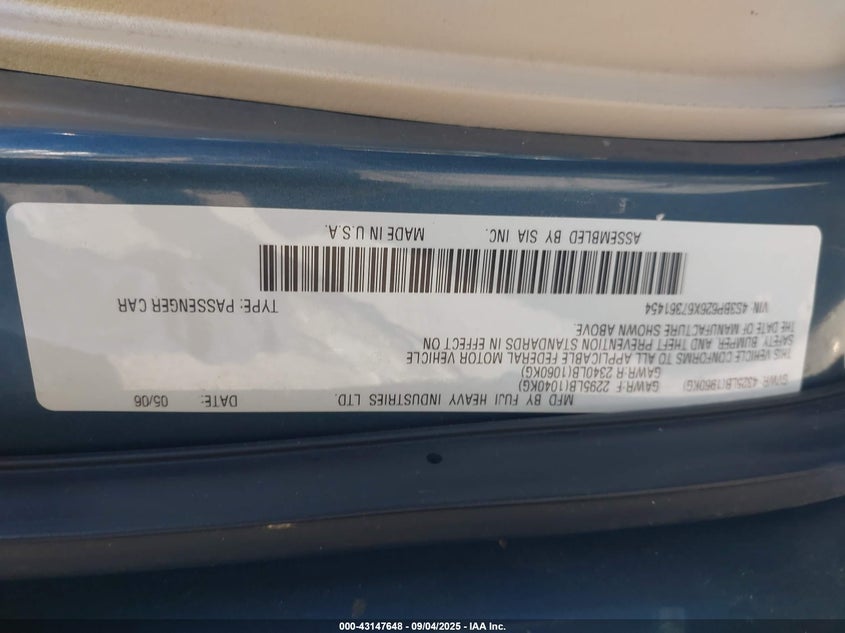 MFD BY FUJI HEAVY INDUSTRIES LTD. DATE: 05/06
GVWR 4325LB(1960KG) GAWR:F 2295LB(1040KG)
GAWR:R 2340LB(1060KG)
THIS VEHICLE CONFORMS TO ALL APPLICABLE FEDERAL MOTOR VEHICLE
SAFETY BUMPER, AND THEFT PREVENTION STANDARDS IN EFFECT ON
THE DATE OF MANUFACTURE SHOWN ABOVE.
VIN: 4S3BP626X67361454 TYPE: PASSENGER CAR
ASSEMBLED BY SIA INC. MADE IN U.S.A.
000-43147648 - 09/04/2025 - IAA Inc.